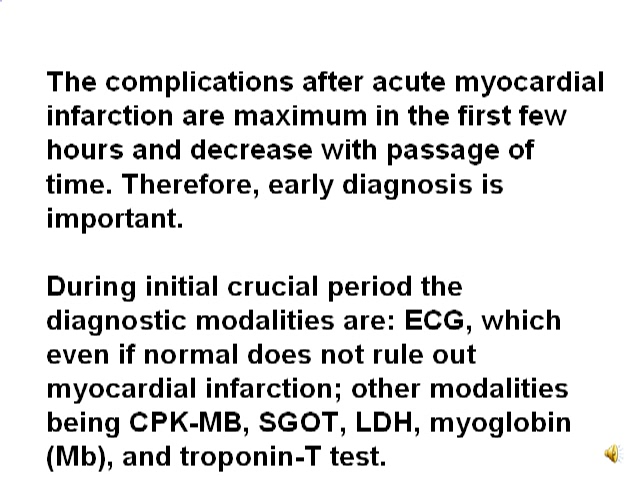 The complications after acute myocardial
infarction are maximum in the first few
hours and decrease with passage of
time. Therefore, early diagnosis is
important.
During initial crucial period the
diagnostic modalities are: ECG, which
even if normal does not rule out
myocardial infarction; other modalities
being CPK-MB, SGOT, LDH, myoglobin
(Mb), and troponin-T test.